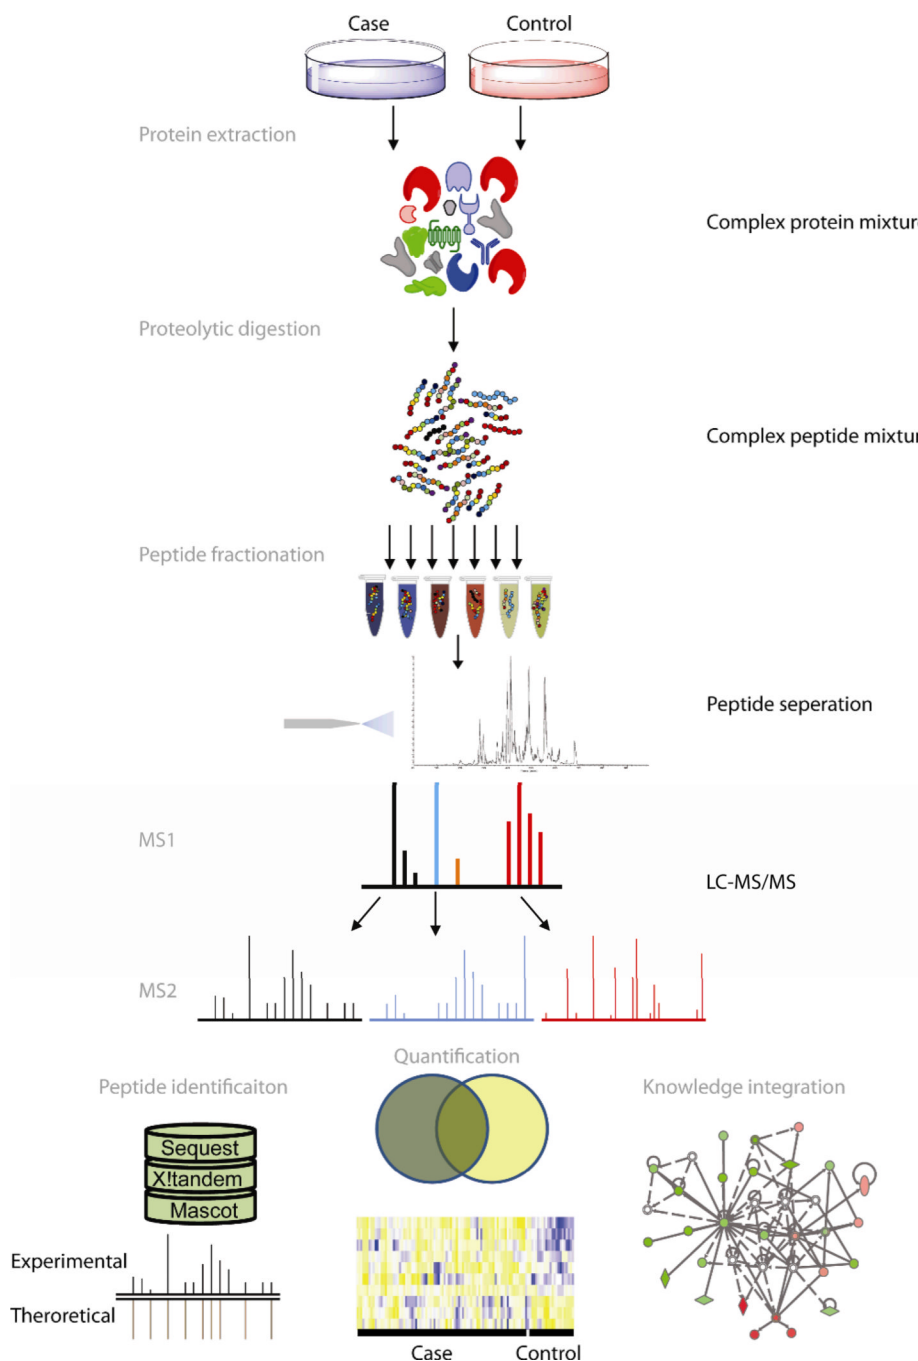 Case
Control
Protein extraction
Complex protein mixture
Proteolytic digestion
Complex peptide mixtur
Peptide fractionation
Peptide seperation
MS1
LC-MS/MS
MS2
Quantification
Peptide identificaiton
Knowledge integration
Sequest
X!tandem
Mascot
Experimental
Theroretical
Case
Control